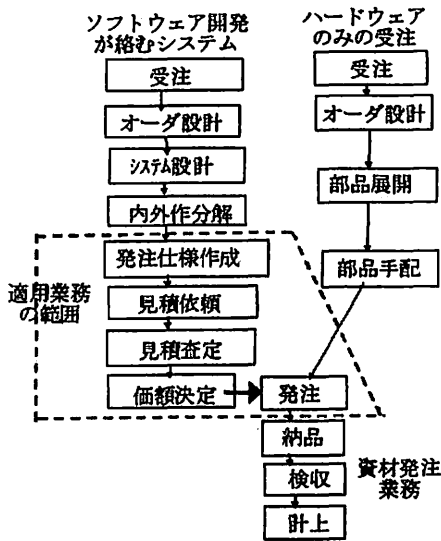 ソフトウェア開発
が絡むシステム
受注
オーダ設計
システム設計
内外作分解
発注仕様作成
見積依頼
見積査定
価額決定
適用業務
の範囲
ハードウェア
のみの受注
受注
オーダ設計
部品展開
部品手配
発注
納品
検収
計上
資材発注
業務